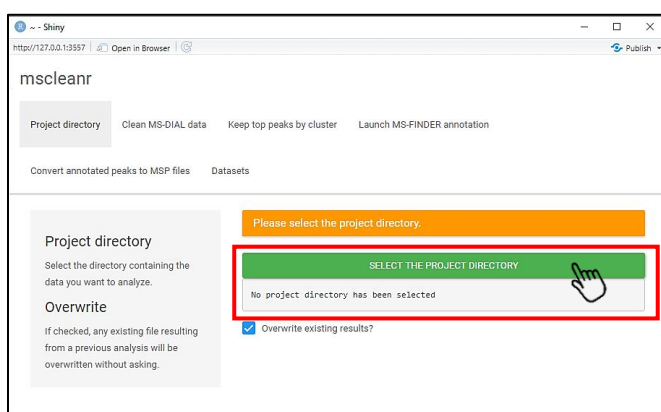 ~ - Shiny
http://127.0.0.1:3557 Open in Browser Publish
mscleanr
Project directory Clean MS-DIAL data Keep top peaks by cluster Launch MS-FINDER annotation
Convert annotated peaks to MSP files Datasets
Please select the project directory.
Project directory
Select the directory containing the
data you want to analyze.
Overwrite
If checked, any existing file resulting
from a previous analysis will be
overwritten without asking.
SELECT THE PROJECT DIRECTORY
No project directory has been selected
Overwrite existing results?